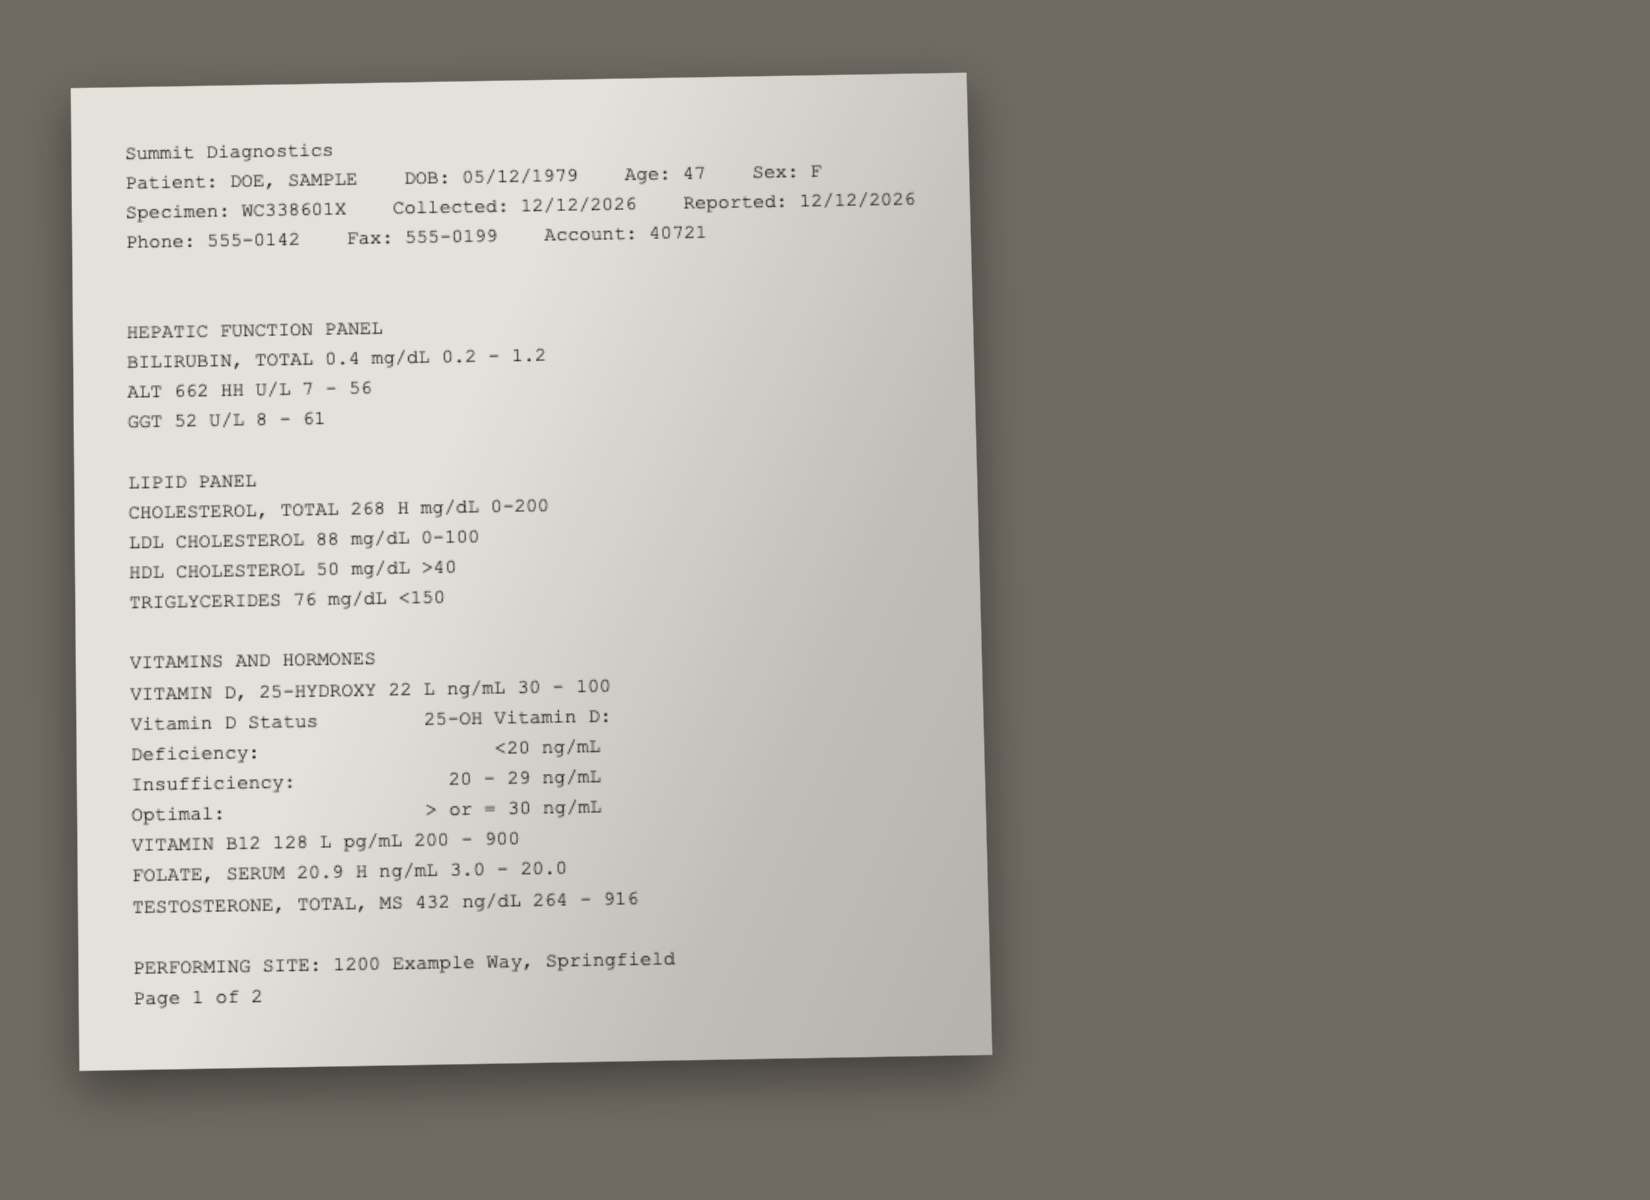 Summit Diagnostics
Patient: DOE, SAMPLE    DOB: 05/12/1979    Age: 47    Sex: F
Specimen: WC338601X    Collected: 12/12/2026    Reported: 12/12/2026
Phone: 555-0142    Fax: 555-0199    Account: 40721
HEPATIC FUNCTION PANEL
BILIRUBIN, TOTAL 0.4 mg/dL 0.2 - 1.2
ALT 662 HH U/L 7 - 56
GGT 52 U/L 8 - 61
LIPID PANEL
CHOLESTEROL, TOTAL 268 H mg/dL 0-200
LDL CHOLESTEROL 88 mg/dL 0-100
HDL CHOLESTEROL 50 mg/dL >40
TRIGLYCERIDES 76 mg/dL <150
VITAMINS AND HORMONES
VITAMIN D, 25-HYDROXY 22 L ng/mL 30 - 100
Vitamin D Status         25-OH Vitamin D:
Deficiency:                    <20 ng/mL
Insufficiency:             20 - 29 ng/mL
Optimal:                 > or = 30 ng/mL
VITAMIN B12 128 L pg/mL 200 - 900
FOLATE, SERUM 20.9 H ng/mL 3.0 - 20.0
TESTOSTERONE, TOTAL, MS 432 ng/dL 264 - 916
PERFORMING SITE: 1200 Example Way, Springfield
Page 1 of 2